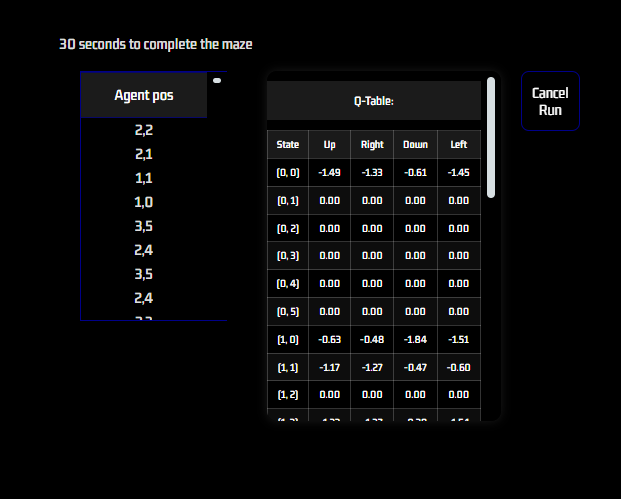 30 seconds to complete the maze
Agent pos
2,2
2,1
1,1
1,0
3,5
2,4
3,5
2,4
Q-Table:
State Up Right Down Left
(0, 0) -1.49 -1.33 -0.61 -1.45
(0, 1) 0.00 0.00 0.00 0.00
(0, 2) 0.00 0.00 0.00 0.00
(0, 3) 0.00 0.00 0.00 0.00
(0, 4) 0.00 0.00 0.00 0.00
(0, 5) 0.00 0.00 0.00 0.00
(1, 0) -0.63 -0.48 -1.84 -1.51
(1, 1) -1.17 -1.27 -0.47 -0.60
(1, 2) 0.00 0.00 0.00 0.00
Cancel
Run